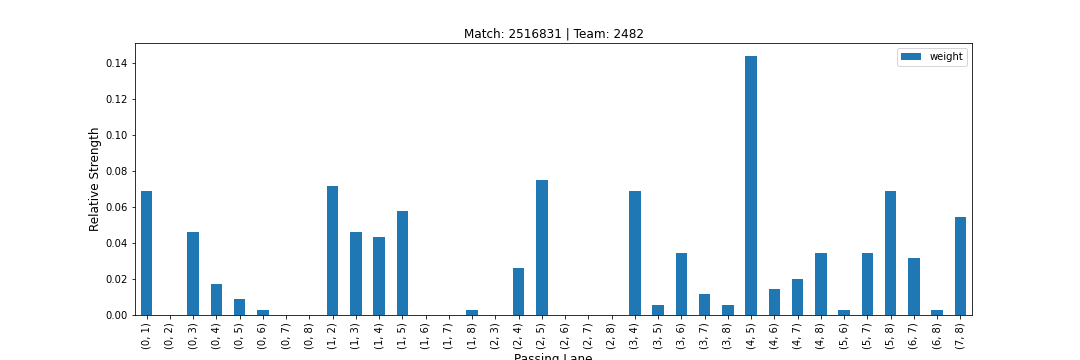 Match: 2516831 | Team: 2482
weight
Relative Strength
0.14
0.12
0.10
0.08
0.06
0.04
0.02
0.00
(0, 1) (0, 2) (0, 3) (0, 4) (0, 5) (0, 6) (0, 7) (0, 8) (1, 2) (1, 3) (1, 4) (1, 5) (1, 6) (1, 7) (1, 8) (2, 3) (2, 4) (2, 5) (2, 6) (2, 7) (2, 8) (3, 4) (3, 5) (3, 6) (3, 7) (3, 8) (4, 5) (4, 6) (4, 7) (4, 8) (5, 6) (5, 7) (5, 8) (6, 7) (6, 8) (7, 8)
Passing Lane